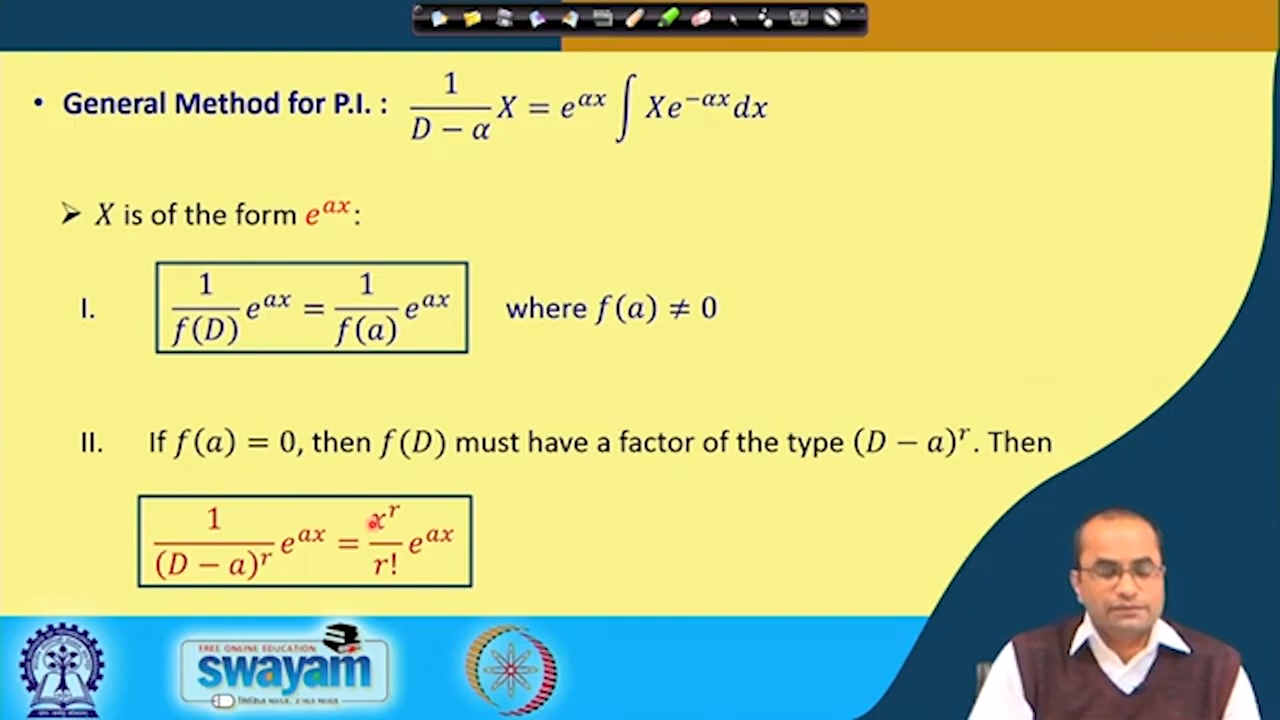 • General Method for P.I. : 1/(D − α) X = e^{αx} ∫ Xe^{−αx} dx
➢ X is of the form e^{ax}:
I. 1/f(D) e^{ax} = 1/f(a) e^{ax} where f(a) ≠ 0
II. If f(a) = 0, then f(D) must have a factor of the type (D − a)^r. Then
1/(D − a)^r e^{ax} = x^r/r! e^{ax}
FREE ONLINE EDUCATION
swayam